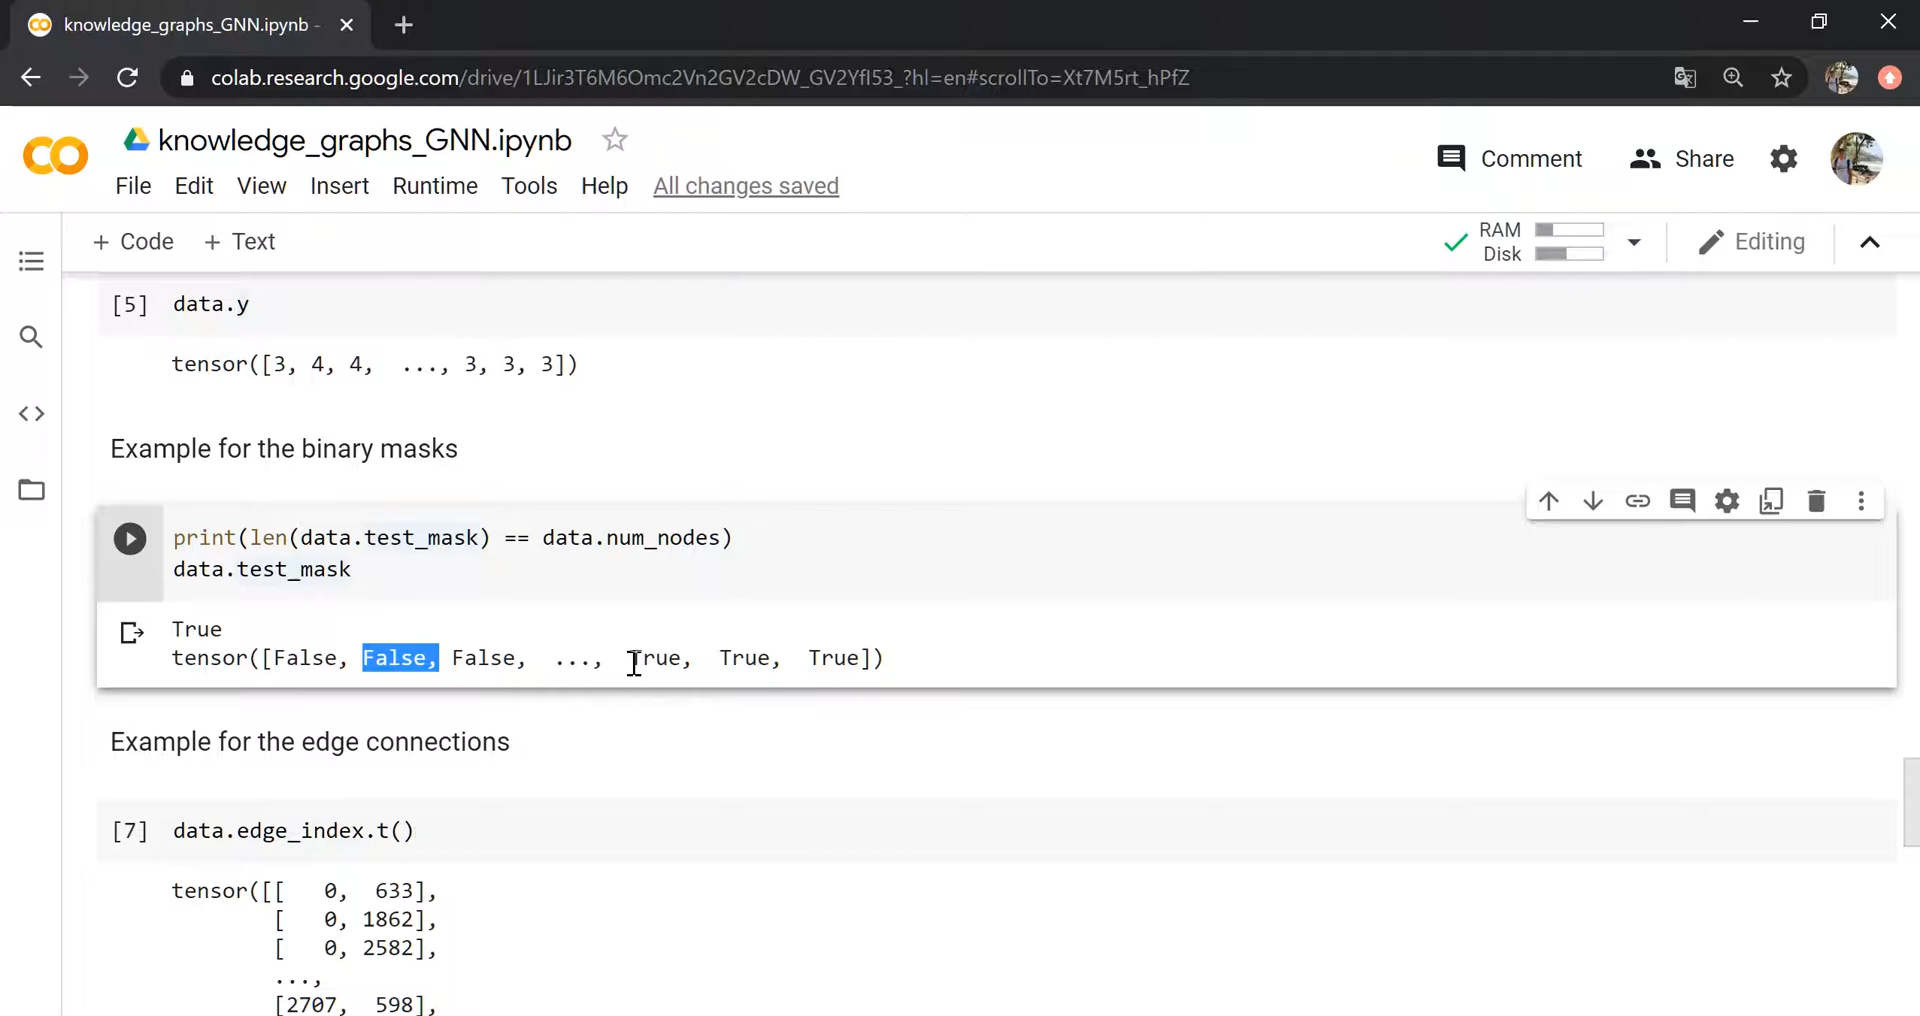 knowledge_graphs_GNN.ipynb -
colab.research.google.com/drive/1LJir3T6M6Omc2Vn2GV2cDW_GV2YfI53_?hl=en#scrollTo=Xt7M5rt_hPfZ
knowledge_graphs_GNN.ipynb
Comment Share
File Edit View Insert Runtime Tools Help All changes saved
+ Code + Text
RAM
Disk
Editing
[5] data.y
tensor([3, 4, 4, ..., 3, 3, 3])
Example for the binary masks
print(len(data.test_mask) == data.num_nodes)
data.test_mask
True
tensor([False, False, False, ..., True, True, True])
Example for the edge connections
[7] data.edge_index.t()
tensor([[ 0, 633],
[ 0, 1862],
[ 0, 2582],
...,
[2707, 598],